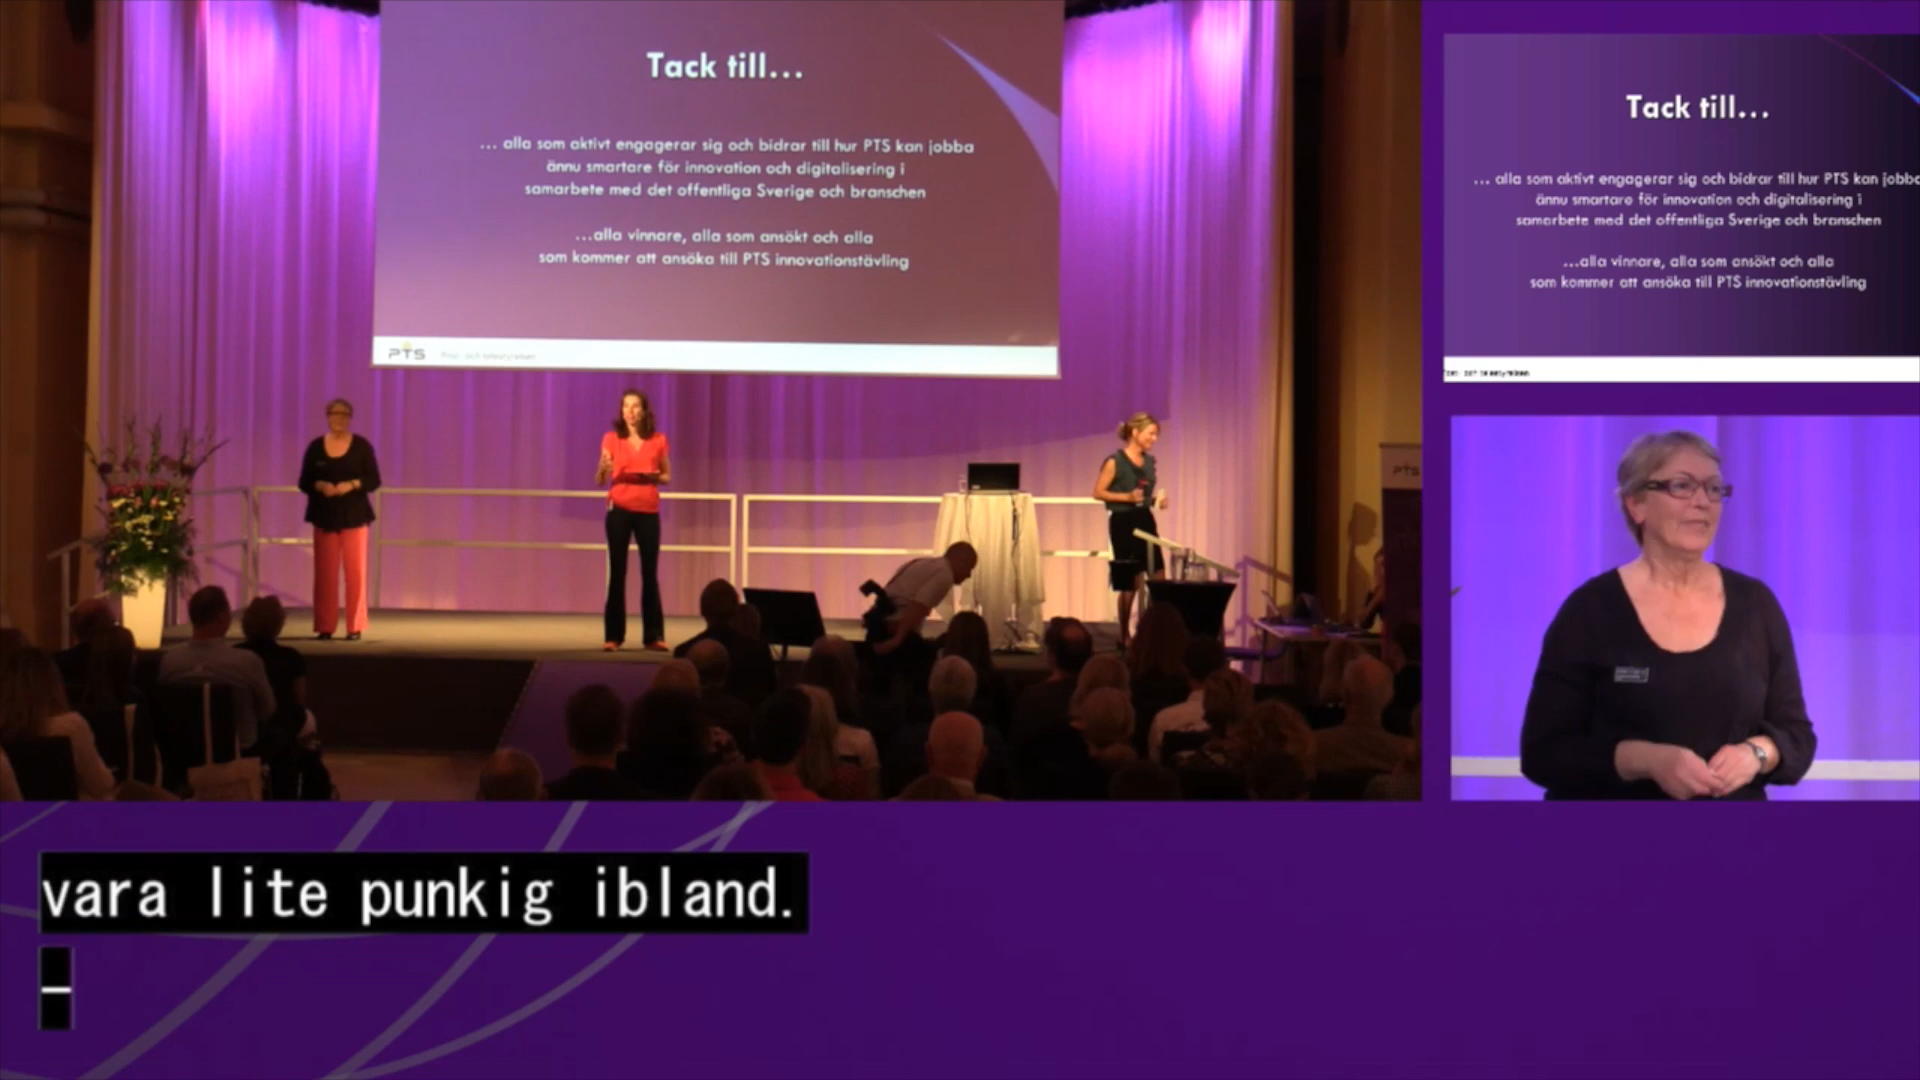 Tack till...
... alla som aktivt engagerar sig och bidrar till hur PTS kan jobba
ännu smartare för innovation och digitalisering i
samarbete med det offentliga Sverige och branschen
...alla vinnare, alla som ansökt och alla
som kommer att ansöka till PTS innovationstävling
PTS
Post- och telestyrelsen
PTS
Tack till...
... alla som aktivt engagerar sig och bidrar till hur PTS kan jobba
ännu smartare för innovation och digitalisering i
samarbete med det offentliga Sverige och branschen
...alla vinnare, alla som ansökt och alla
som kommer att ansöka till PTS innovationstävling
vara lite punkig ibland.
–